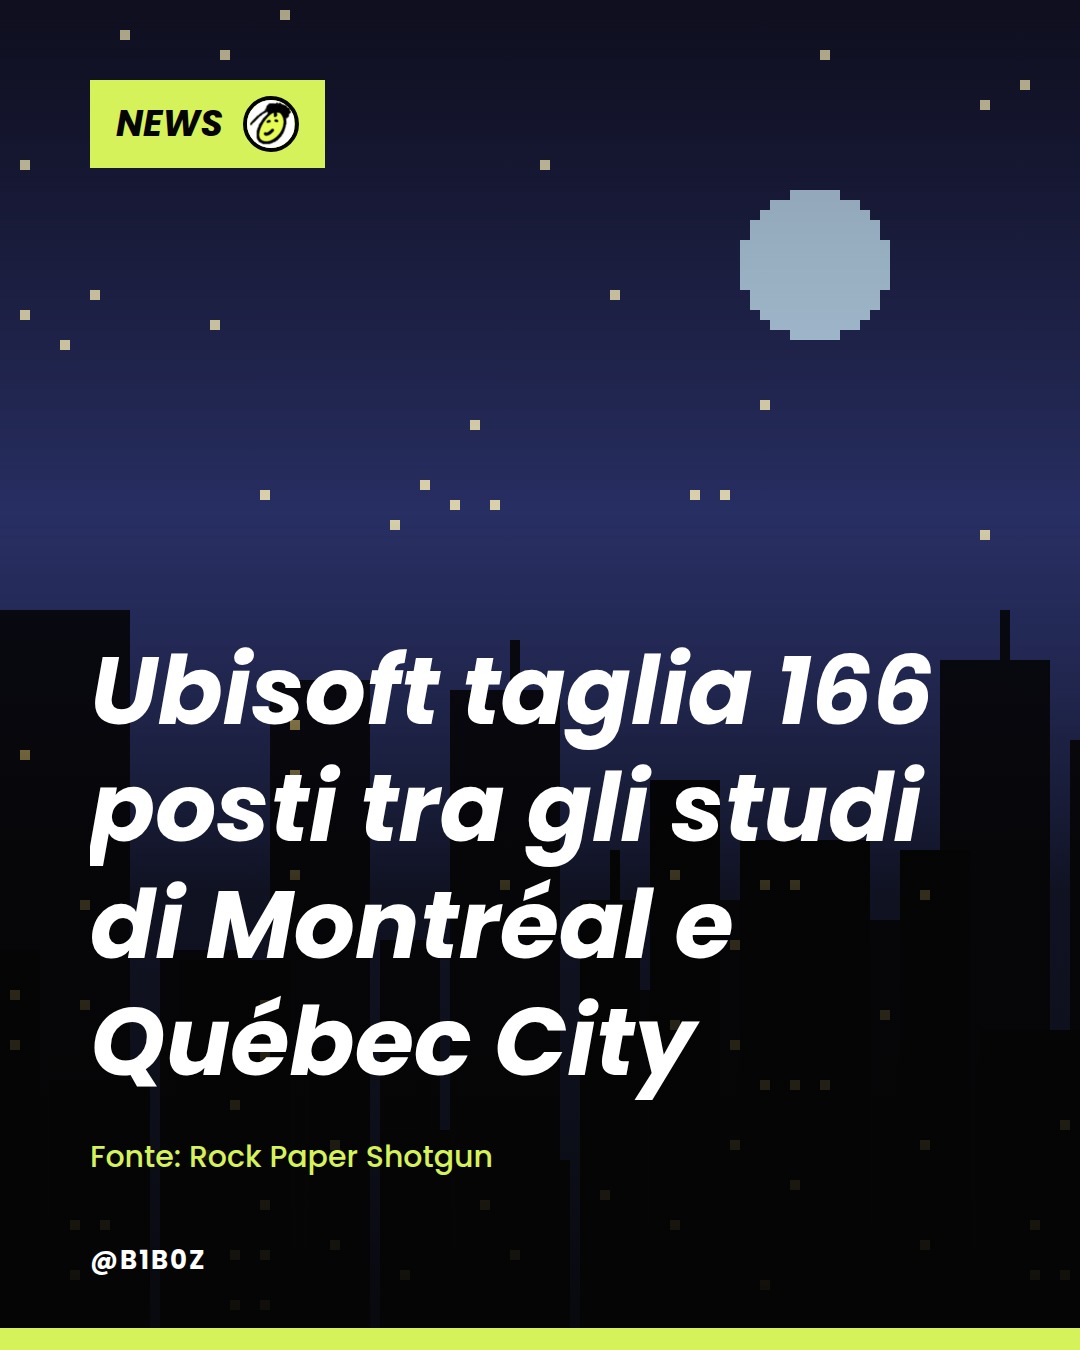 NEWS
Ubisoft taglia 166
posti tra gli studi
di Montréal e
Québec City
Fonte: Rock Paper Shotgun
@B1B0Z